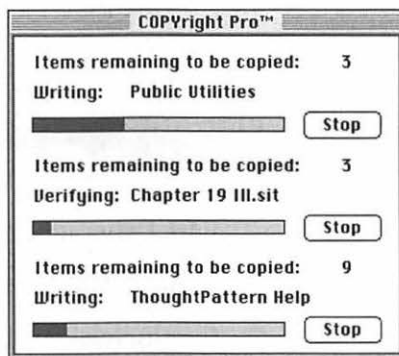 COPYright Pro™
Items remaining to be copied: 3
Writing: Public Utilities
Stop
Items remaining to be copied: 3
Verifying: Chapter 19 Ill.sit
Stop
Items remaining to be copied: 9
Writing: ThoughtPattern Help
Stop